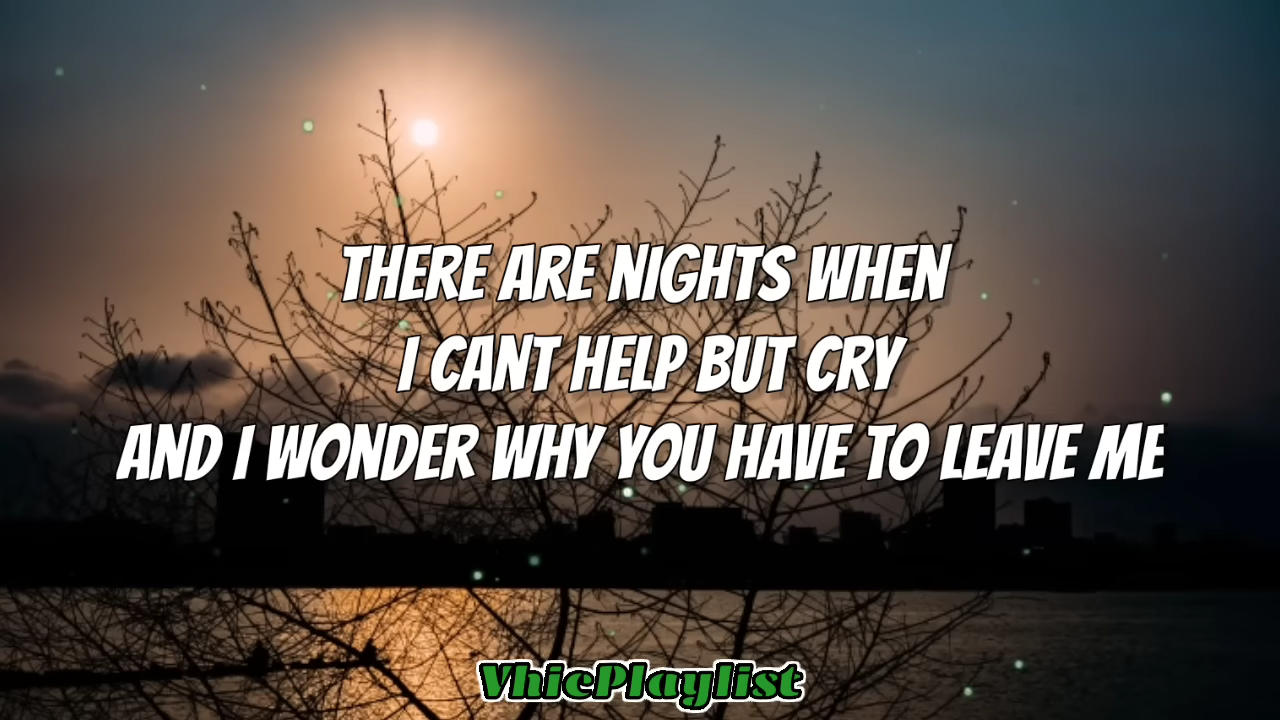 THERE ARE NIGHTS WHEN
I CANT HELP BUT CRY
AND I WONDER WHY YOU HAVE TO LEAVE ME
VhicPlaylist